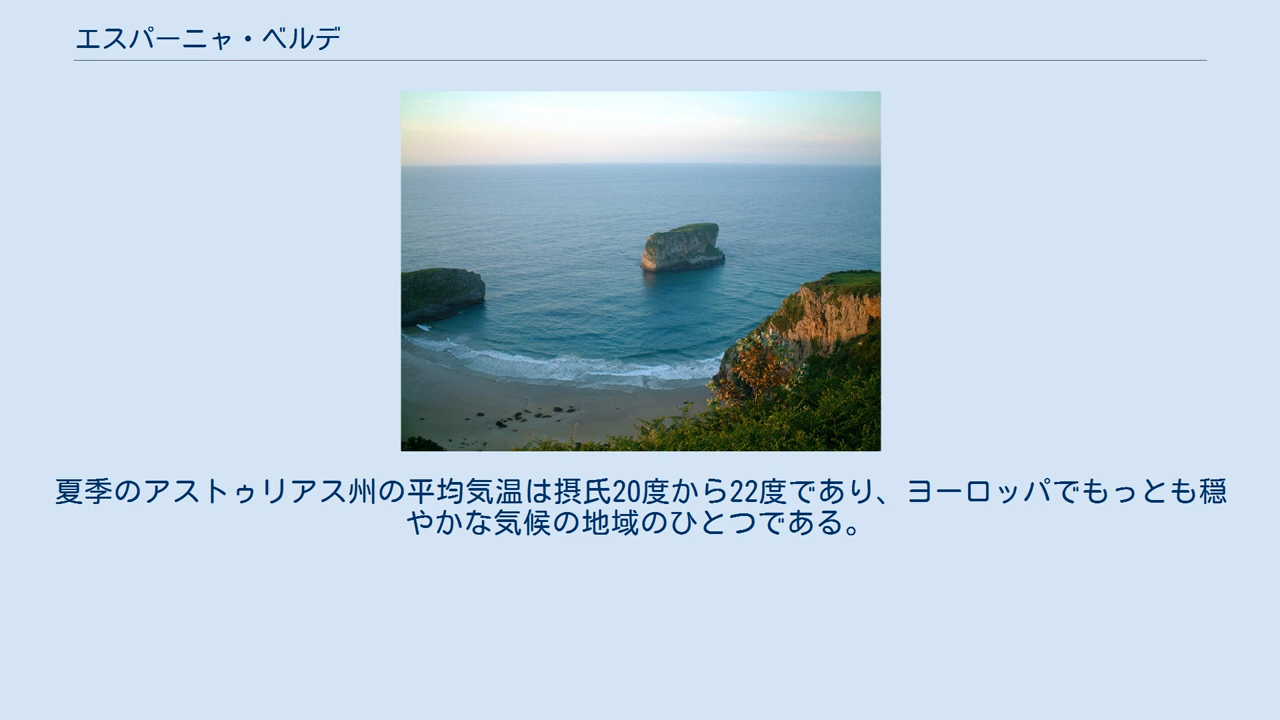 エスパーニャ・ベルデ
夏季のアストゥリアス州の平均気温は摂氏20度から22度であり、ヨーロッパでもっとも穏
やかな気候の地域のひとつである。